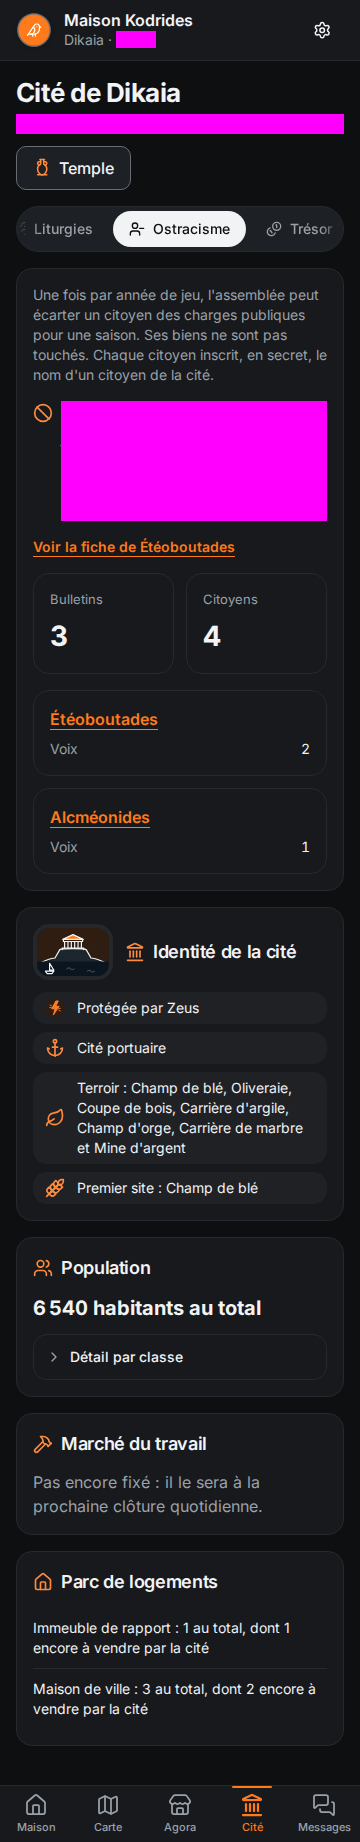 Maison Kodrides
Dikaia ·
Cité de Dikaia
Temple
Liturgies
Ostracisme
Trésor
Une fois par année de jeu, l'assemblée peut
écarter un citoyen des charges publiques
pour une saison. Ses biens ne sont pas
touchés. Chaque citoyen inscrit, en secret, le
nom d'un citoyen de la cité.
Voir la fiche de Étéoboutades
Bulletins
Citoyens
3
4
Étéoboutades
Voix 2
Alcméonides
Voix 1
Identité de la cité
Protégée par Zeus
Cité portuaire
Terroir : Champ de blé, Oliveraie,
Coupe de bois, Carrière d'argile,
Champ d'orge, Carrière de marbre
et Mine d'argent
Premier site : Champ de blé
Population
6 540 habitants au total
Détail par classe
Marché du travail
Pas encore fixé : il le sera à la
prochaine clôture quotidienne.
Parc de logements
Immeuble de rapport : 1 au total, dont 1
encore à vendre par la cité
Maison de ville : 3 au total, dont 2 encore à
vendre par la cité
Maison
Carte
Agora
Cité
Messages